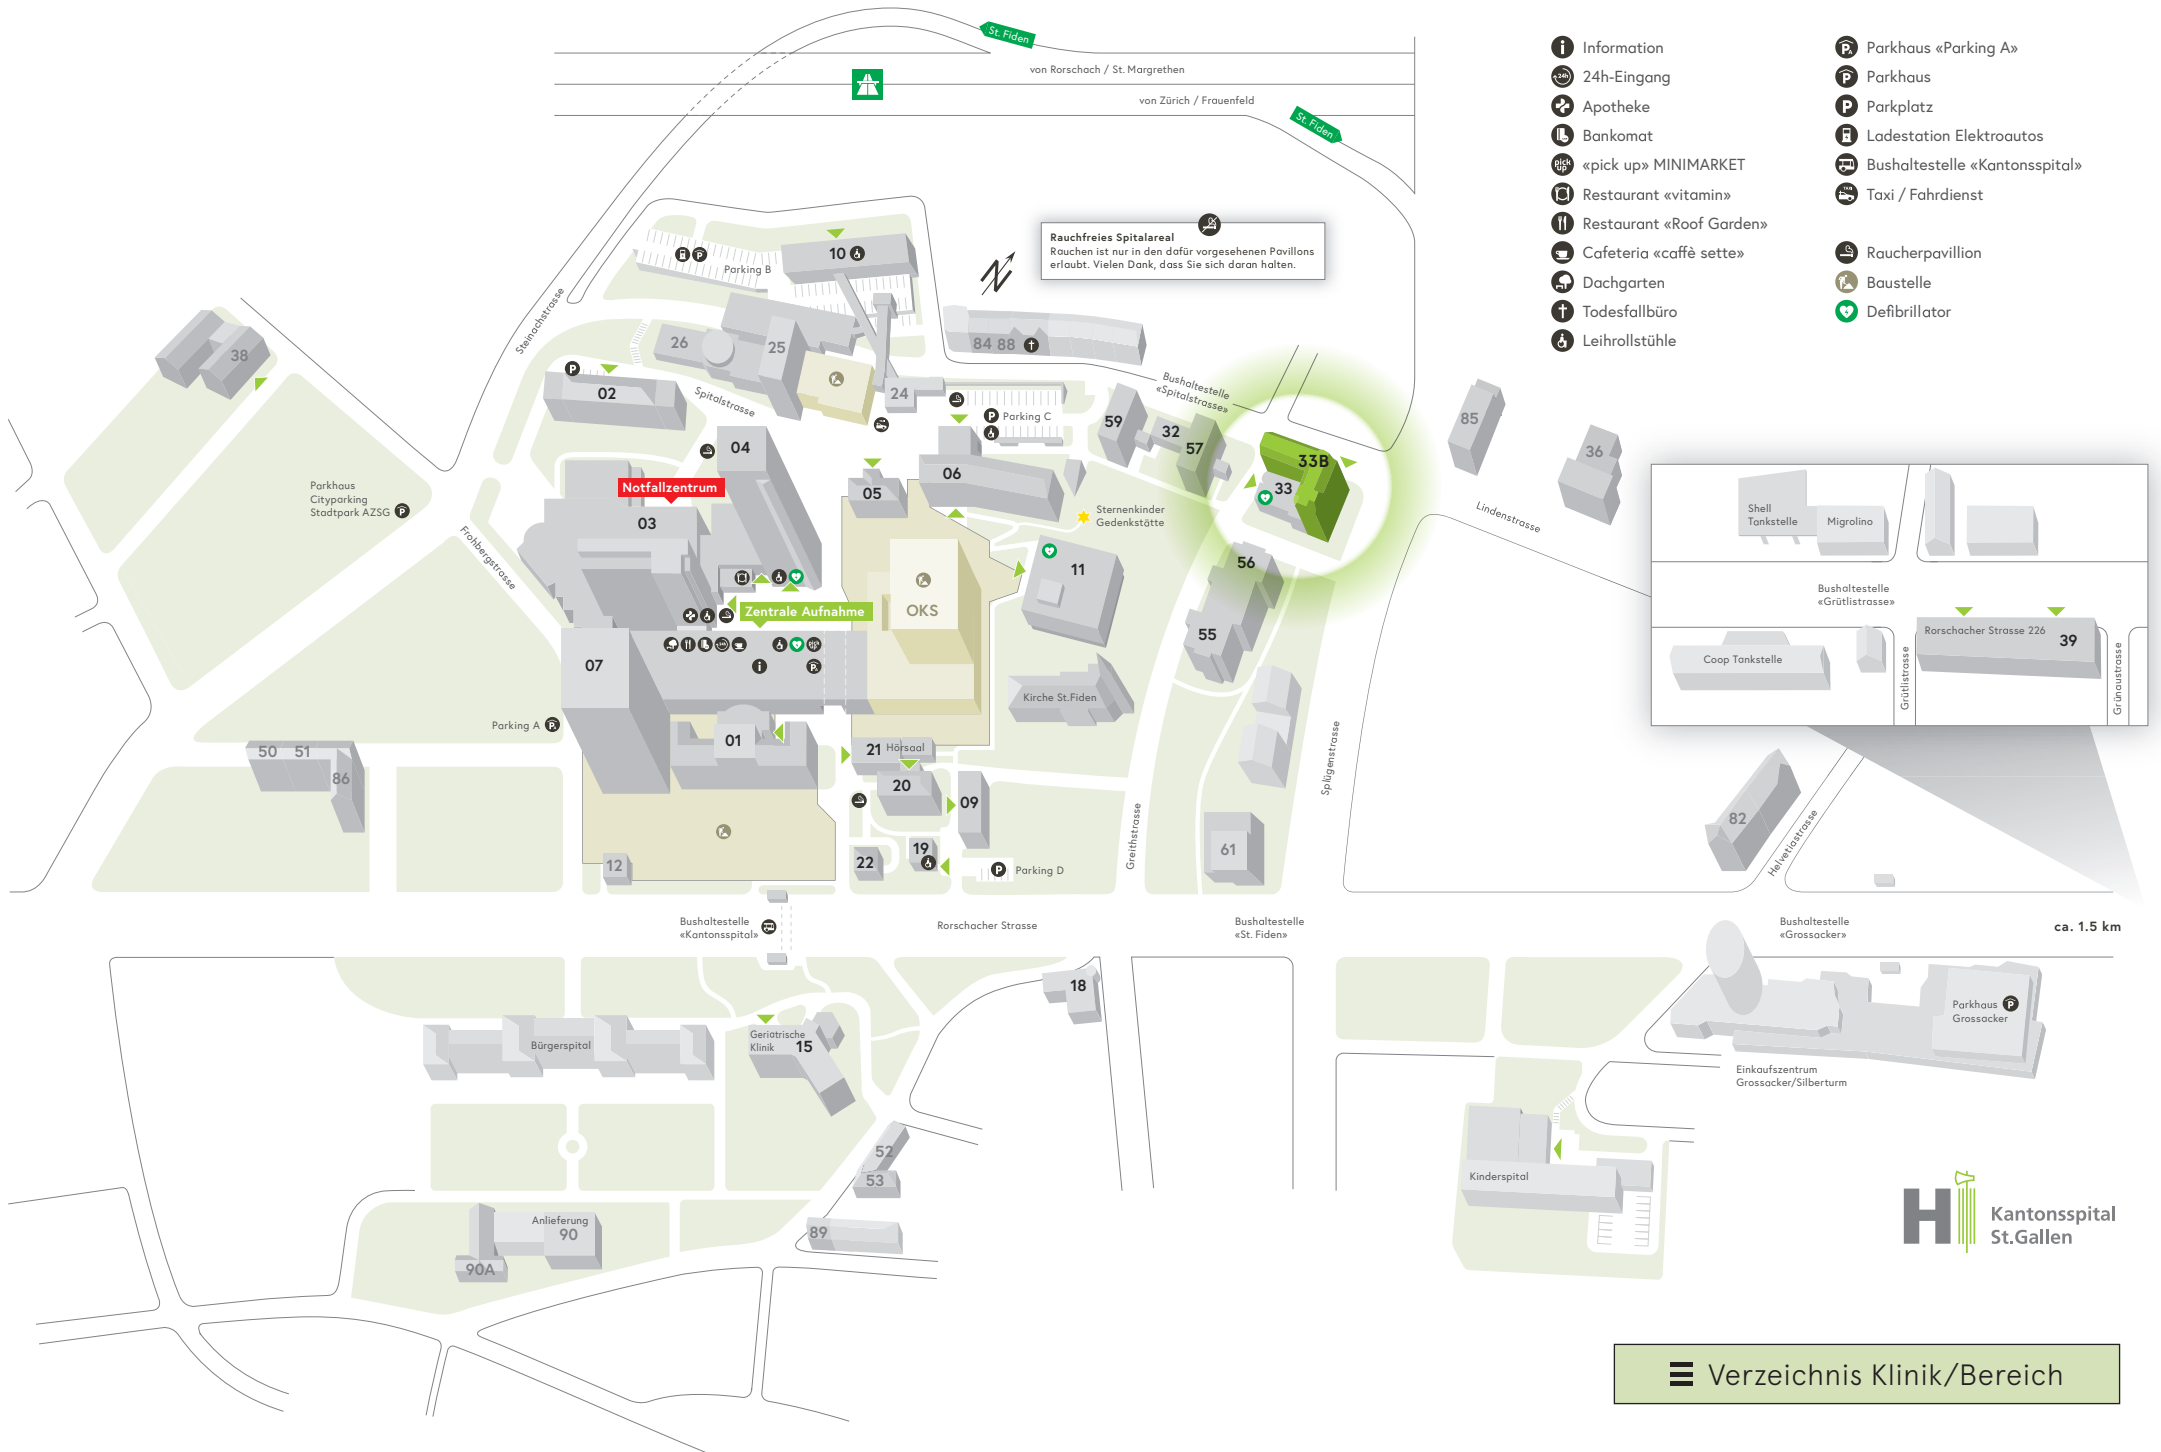 St. Fiden
von Rorschach / St. Margrethen
von Zürich / Frauenfeld
St. Fiden
Information
24h-Eingang
Apotheke
Bankomat
«pick up» MINIMARKET
Restaurant «vitamin»
Restaurant «Roof Garden»
Cafeteria «caffè sette»
Dachgarten
Todesfallbüro
Leihrollstühle
Parkhaus «Parking A»
Parkhaus
Parkplatz
Ladestation Elektroautos
Bushaltestelle «Kantonsspital»
Taxi / Fahrdienst
Raucherpavillion
Baustelle
Defibrillator
Rauchfreies Spitalareal
Rauchen ist nur in den dafür vorgesehenen Pavillons
erlaubt. Vielen Dank, dass Sie sich daran halten.
N
Parking B
10
Steinachstrasse
38
26
25
84 88
02
Spitalstrasse
24
Parking C
Bushaltestelle
«Spitalstrasse»
59
32
57
85
36
33B
33
04
06
05
Notfallzentrum
03
Parkhaus
Cityparking
Stadtpark AZSG
Frohbergstrasse
Sternenkinder
Gedenkstätte
Lindenstrasse
11
56
55
OKS
Zentrale Aufnahme
07
Kirche St.Fiden
Parking A
01
21 Hörsaal
20
09
50 51
86
12
22
19
Parking D
Greithstrasse
Splügenstrasse
61
82
Helvetiastrasse
Shell
Tankstelle
Migrolino
Bushaltestelle
«Grütlistrasse»
Coop Tankstelle
Grütlistrasse
Rorschacher Strasse 226
39
Grünaustrasse
Bushaltestelle
«Kantonsspital»
Rorschacher Strasse
Bushaltestelle
«St. Fiden»
Bushaltestelle
«Grossacker»
ca. 1.5 km
18
Bürgerspital
Geriatrische
Klinik
15
Parkhaus
Grossacker
Einkaufszentrum
Grossacker/Silberturm
52
53
89
Anlieferung
90
90A
Kinderspital
Kantonsspital
St.Gallen
Verzeichnis Klinik/Bereich